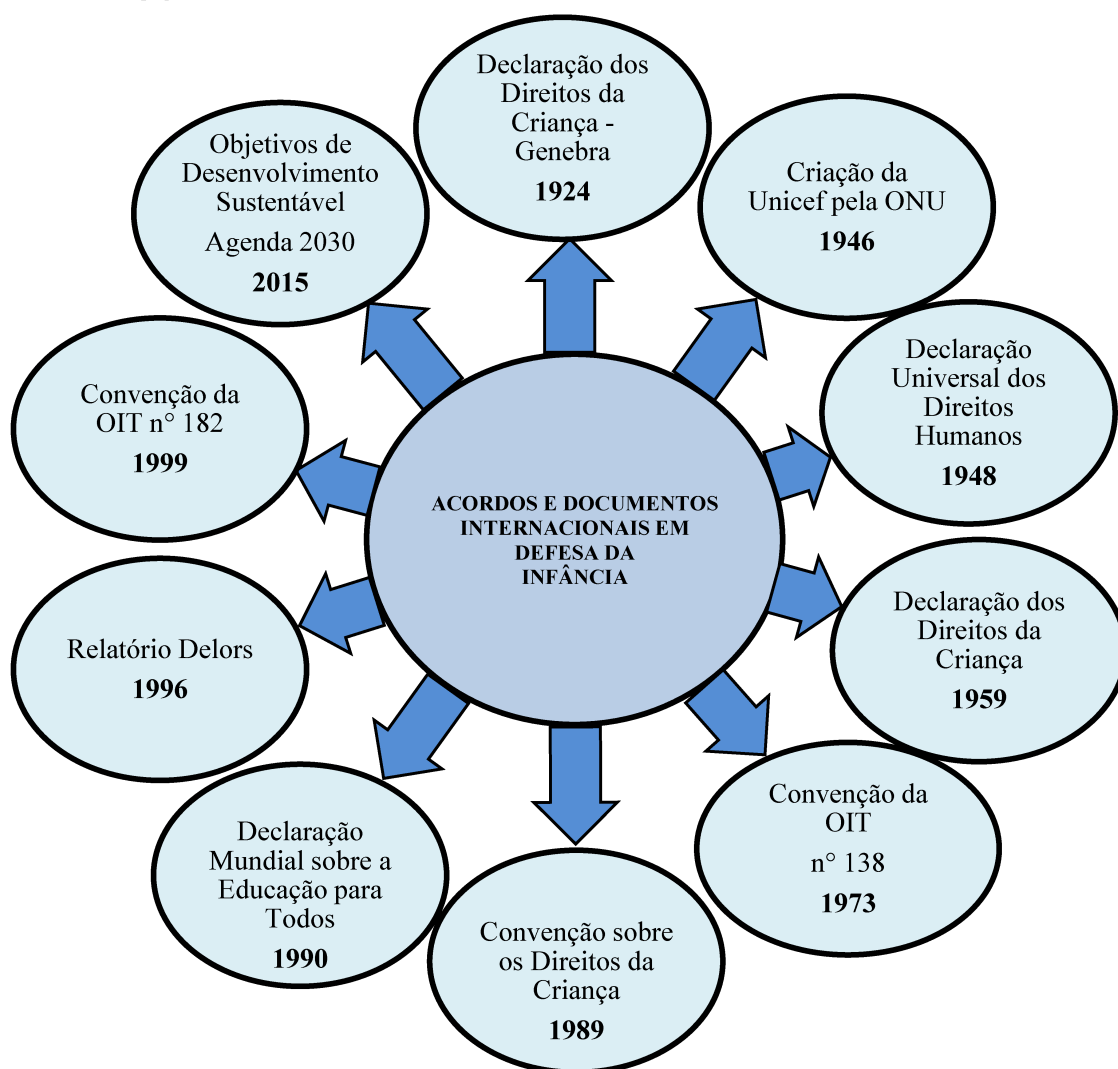 ACORDOS E DOCUMENTOS
INTERNACIONAIS EM
DEFESA DA
INFÂNCIA
Declaração dos
Direitos da
Criança -
Genebra
1924
Criação da
Unicef pela ONU
1946
Declaração
Universal dos
Direitos
Humanos
1948
Declaração dos
Direitos da
Criança
1959
Convenção da
OIT
n° 138
1973
Convenção sobre
os Direitos da
Criança
1989
Declaração
Mundial sobre a
Educação para
Todos
1990
Relatório Delors
1996
Convenção da
OIT n° 182
1999
Objetivos de
Desenvolvimento
Sustentável
Agenda 2030
2015